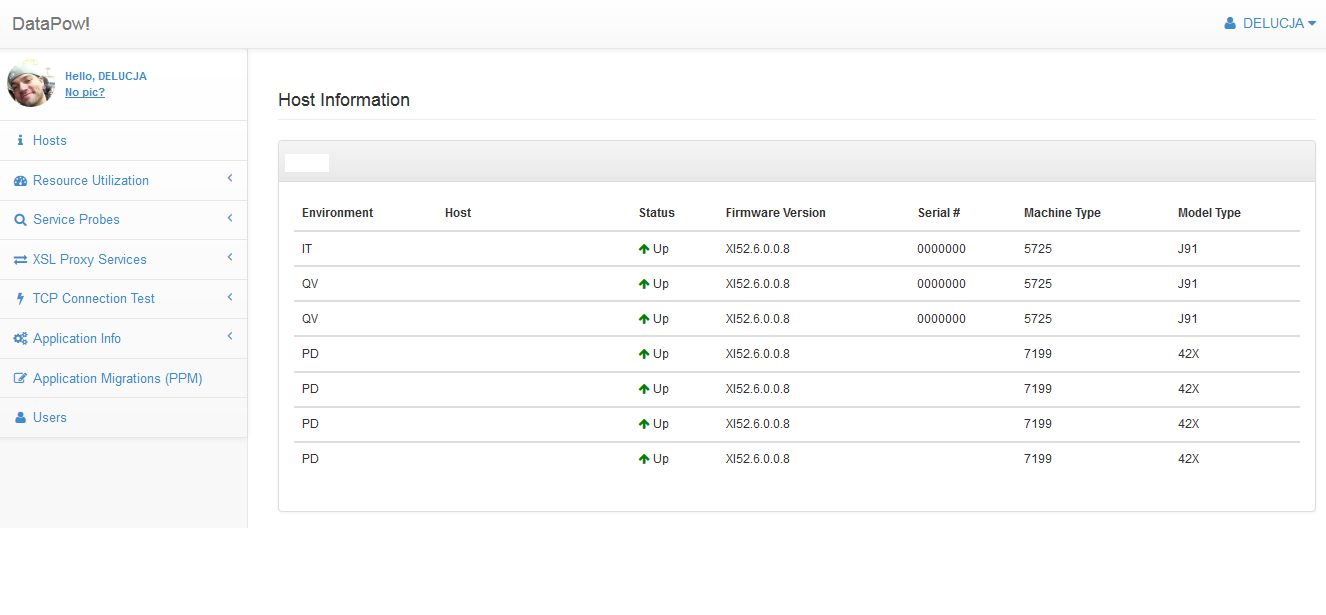 DataPow!
DELUCJA
Hello, DELUCJA
No pic?
Hosts
Resource Utilization
Service Probes
XSL Proxy Services
TCP Connection Test
Application Info
Application Migrations (PPM)
Users
Host Information
Environment Host Status Firmware Version Serial # Machine Type Model Type
IT Up XI52.6.0.0.8 0000000 5725 J91
QV Up XI52.6.0.0.8 0000000 5725 J91
QV Up XI52.6.0.0.8 0000000 5725 J91
PD Up XI52.6.0.0.8 7199 42X
PD Up XI52.6.0.0.8 7199 42X
PD Up XI52.6.0.0.8 7199 42X
PD Up XI52.6.0.0.8 7199 42X